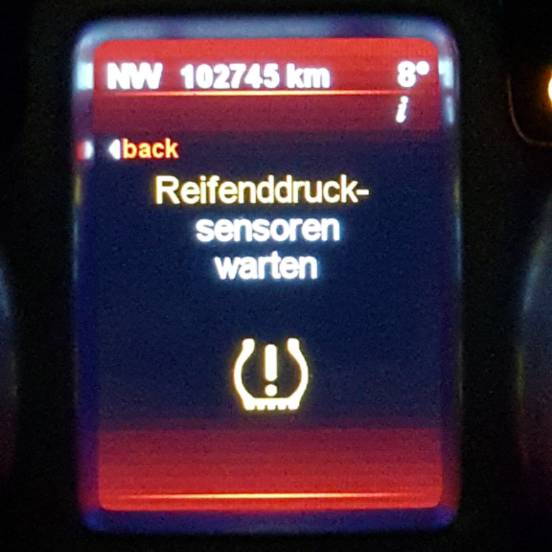 NW 102745 km 8°
i
back
Reifenddruck-
sensoren
warten